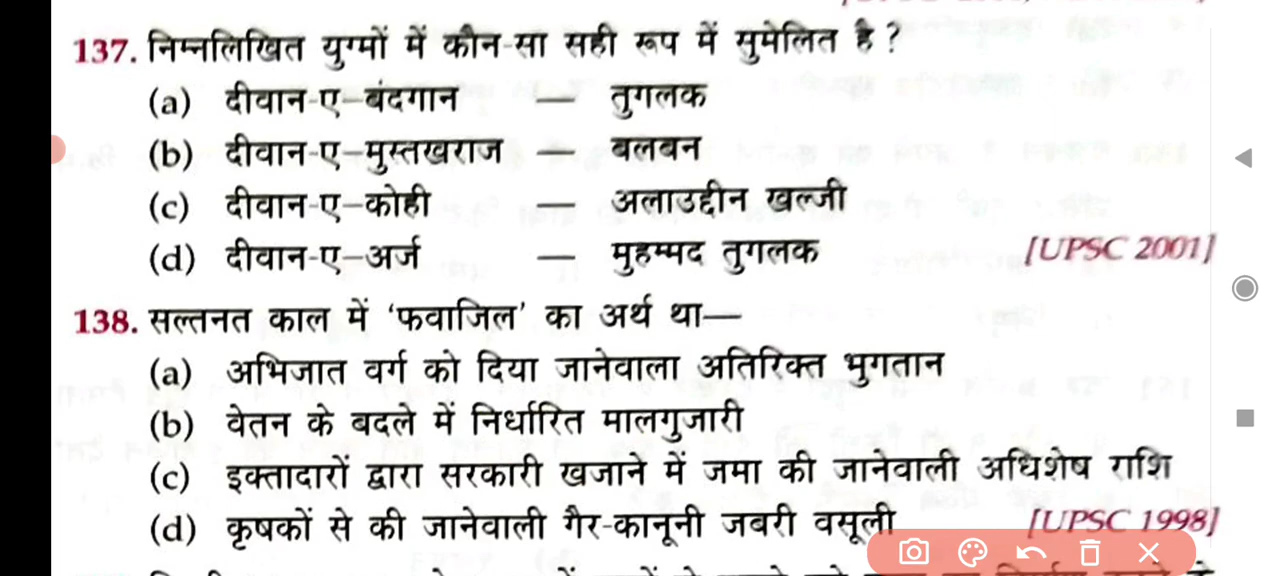 137. निम्नलिखित युग्मों में कौन-सा सही रूप में सुमेलित है ?
(a) दीवान-ए-बंदगान — तुगलक
(b) दीवान-ए-मुस्तखराज — बलबन
(c) दीवान-ए-कोही — अलाउद्दीन खल्जी
(d) दीवान-ए-अर्ज — मुहम्मद तुगलक [UPSC 2001]
138. सल्तनत काल में ‘फवाजिल’ का अर्थ था—
(a) अभिजात वर्ग को दिया जानेवाला अतिरिक्त भुगतान
(b) वेतन के बदले में निर्धारित मालगुजारी
(c) इक्तादारों द्वारा सरकारी खजाने में जमा की जानेवाली अधिशेष राशि
(d) कृषकों से की जानेवाली गैर-कानूनी जबरी वसूली [UPSC 1998]